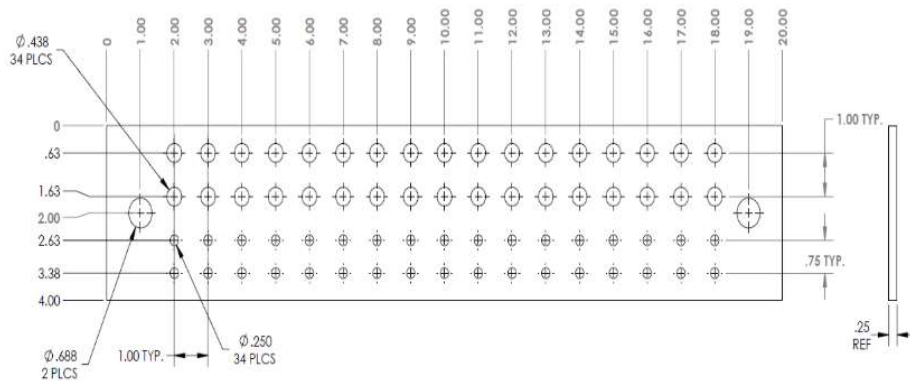 0
1.00
2.00
3.00
4.00
5.00
6.00
7.00
8.00
9.00
10.00
11.00
12.00
13.00
14.00
15.00
16.00
17.00
18.00
19.00
20.00
Ø.438
34 PLCS
0
.63
1.63
2.00
2.63
3.38
4.00
1.00 TYP.
.75 TYP.
Ø.688
2 PLCS
1.00 TYP.
Ø.250
34 PLCS
.25
REF